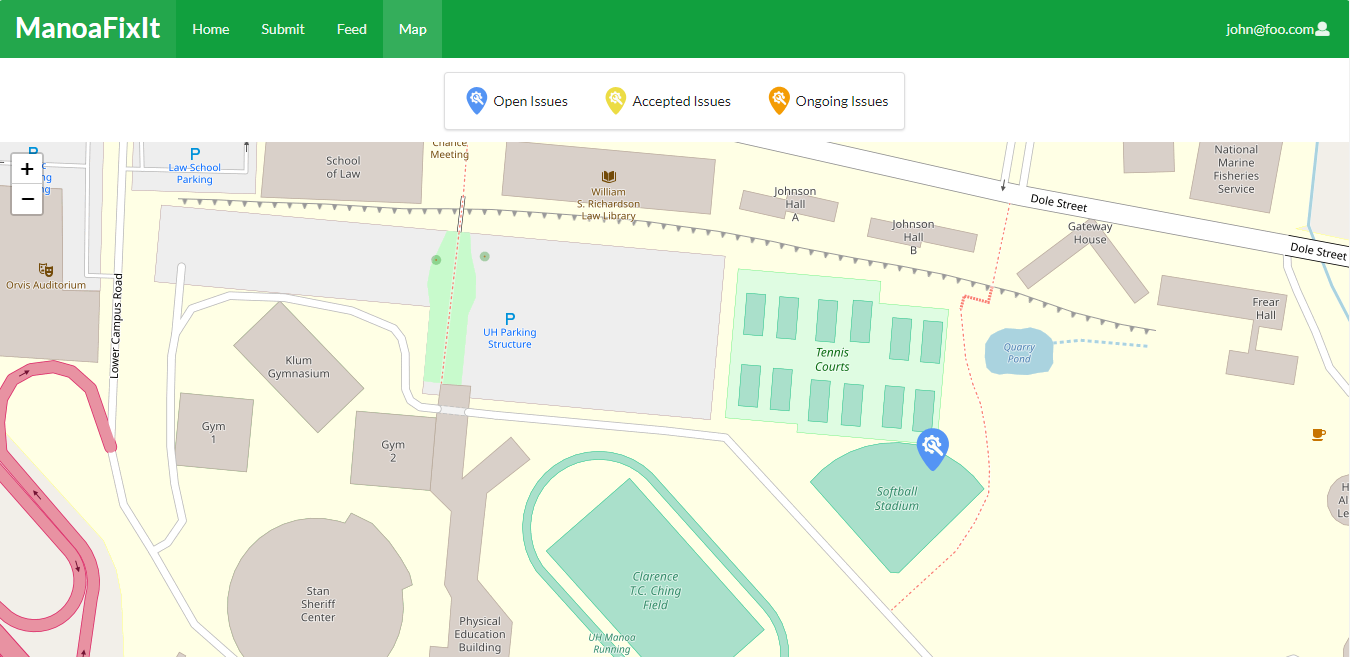 ManoaFixIt
Home
Submit
Feed
Map
john@foo.com
Open Issues
Accepted Issues
Ongoing Issues
+
−
P
ng
P
Law School
Parking
School
of Law
Chance
Meeting
William
S. Richardson
Law Library
Johnson
Hall
A
Johnson
Hall
B
National
Marine
Fisheries
Service
Dole Street
Dole Street
Gateway
House
Frear
Hall
Orvis Auditorium
Lower Campus Road
P
UH Parking
Structure
Klum
Gymnasium
Tennis
Courts
Quarry
Pond
Gym
1
Gym
2
Softball
Stadium
H
Al
Le
Stan
Sheriff
Center
Clarence
T.C. Ching
Field
Physical
Education
Building
UH Manoa
Running